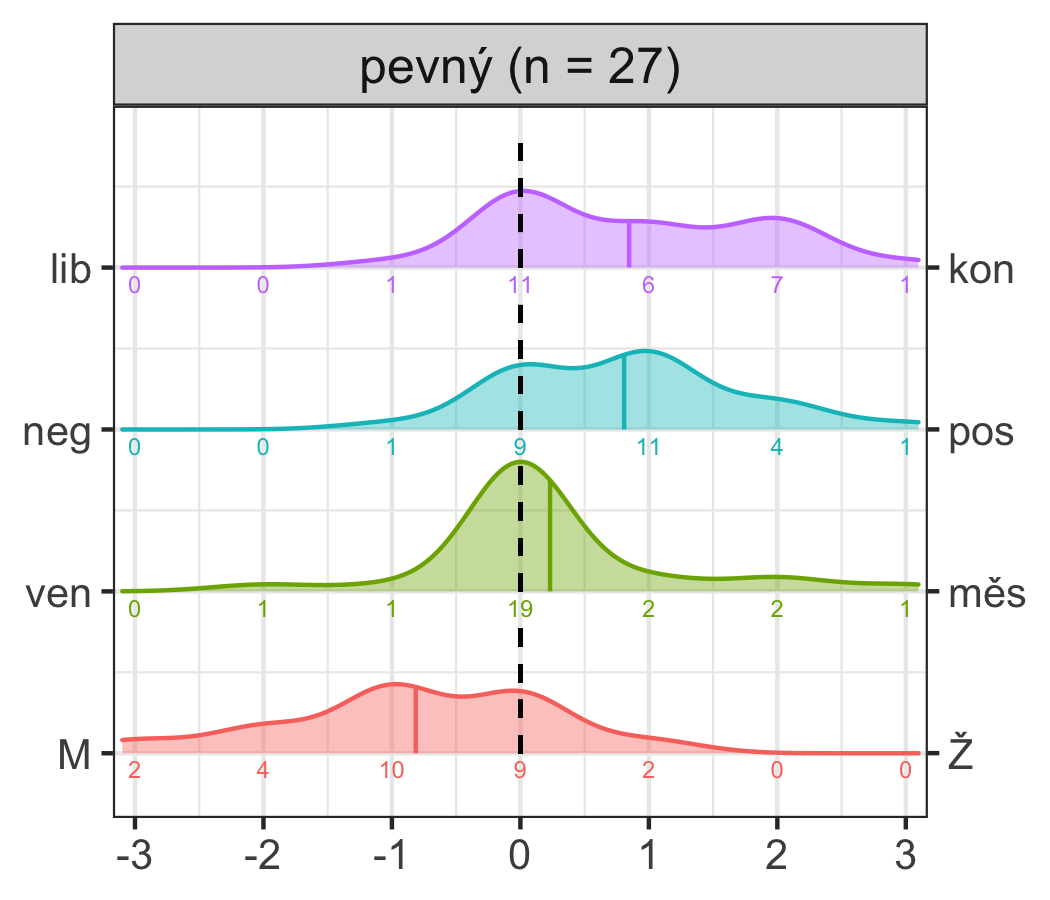 pevný (n = 27)
lib kon
0 0 1 11 6 7 1
neg pos
0 0 1 9 11 4 1
ven měs
0 1 1 19 2 2 1
M Ž
2 4 10 9 2 0 0
-3 -2 -1 0 1 2 3